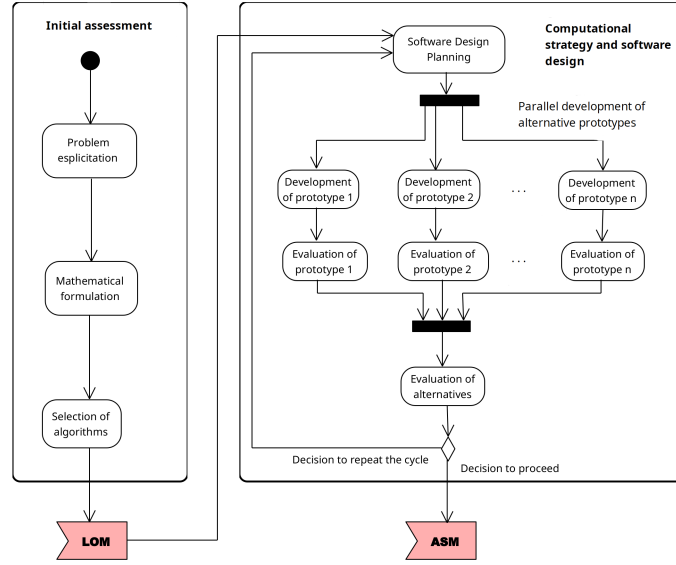 Initial assessment
Problem
esplicitation
Mathematical
formulation
Selection of
algorithms
LOM
Software Design
Planning
Computational
strategy and software
design
Parallel development of
alternative prototypes
Development
of prototype 1
Development
of prototype 2
. . .
Development
of prototype n
Evaluation of
prototype 1
Evaluation of
prototype 2
. . .
Evaluation of
prototype n
Evaluation of
alternatives
Decision to repeat the cycle
Decision to proceed
ASM